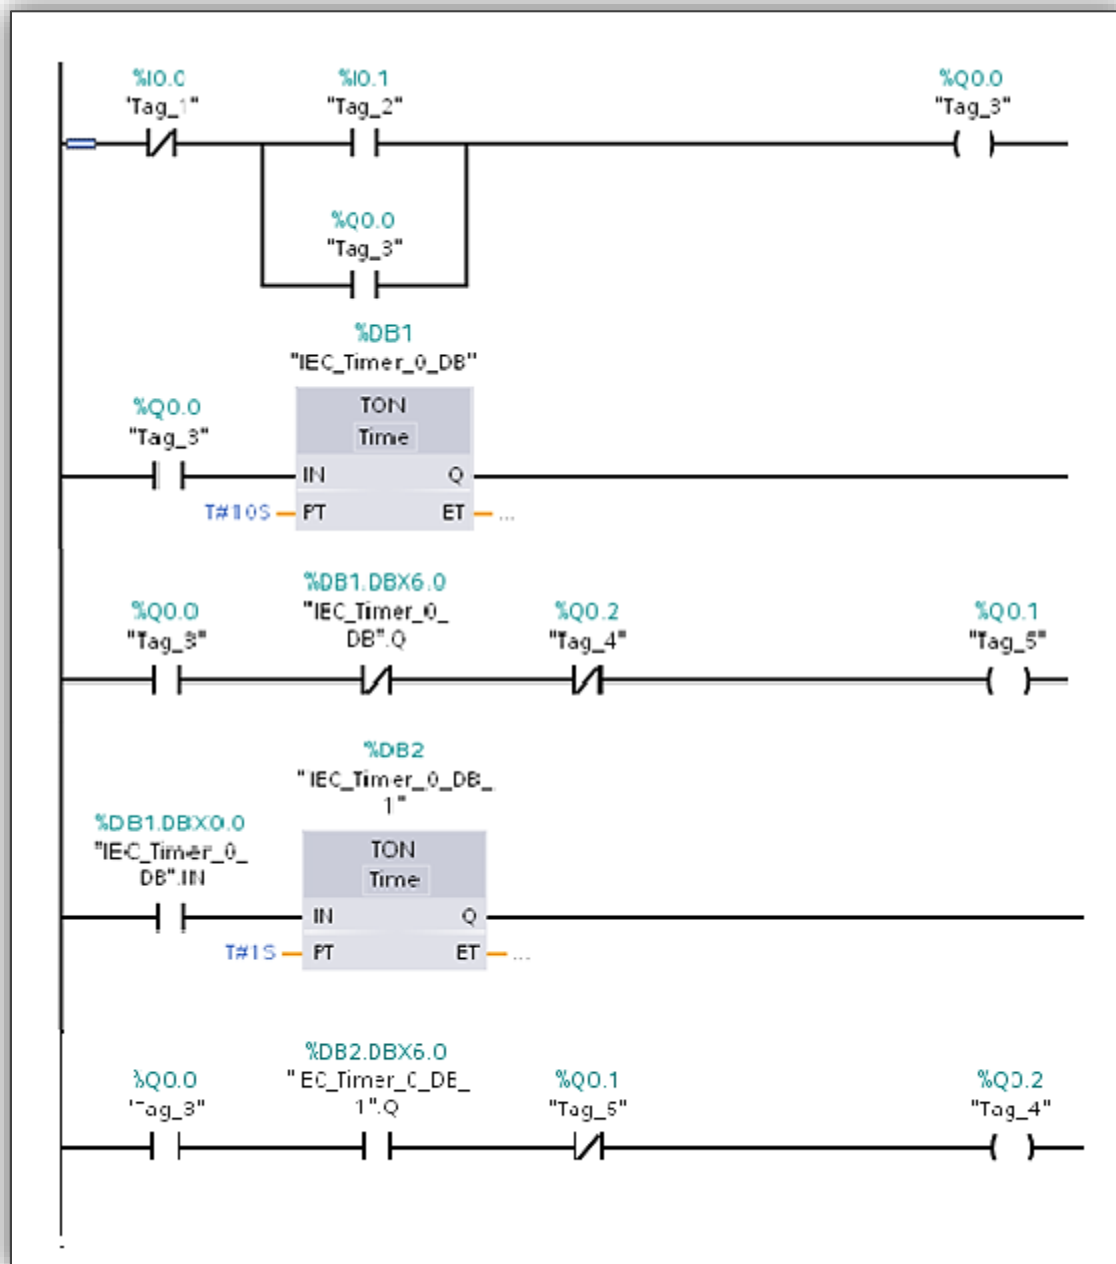 %I0.0 %I0.1 %Q0.0
"Tag_1" "Tag_2" "Tag_3"
%Q0.0
"Tag_3"
%DB1
"IEC_Timer_0_DB"
%Q0.0 TON
"Tag_3" Time
IN Q
T#10S PT ET ...
%DB1.DBX6.0
%Q0.0 "IEC_Timer_0_ %Q0.2 %Q0.1
"Tag_3" DB".Q "Tag_4" "Tag_5"
%DB2
"IEC_Timer_0_DB_
1"
%DB1.DBX0.0
"IEC_Timer_0_ TON
DB".IN Time
IN Q
T#1S PT ET ...
%DB2.DBX6.0
%Q0.0 "IEC_Timer_0_DB_ %Q0.1 %Q0.2
"Tag_3" 1".Q "Tag_5" "Tag_4"